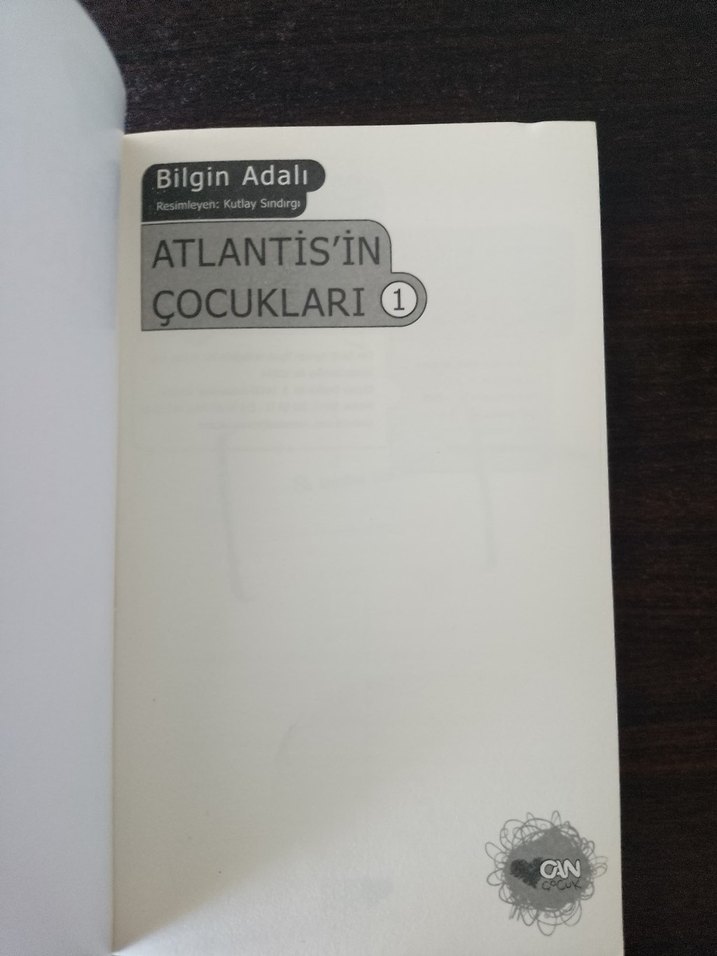 Bilgin Adalı
Resimleyen: Kutlay Sındırgı
ATLANTİS'İN
ÇOCUKLARI 1
CAN
ÇOCUK